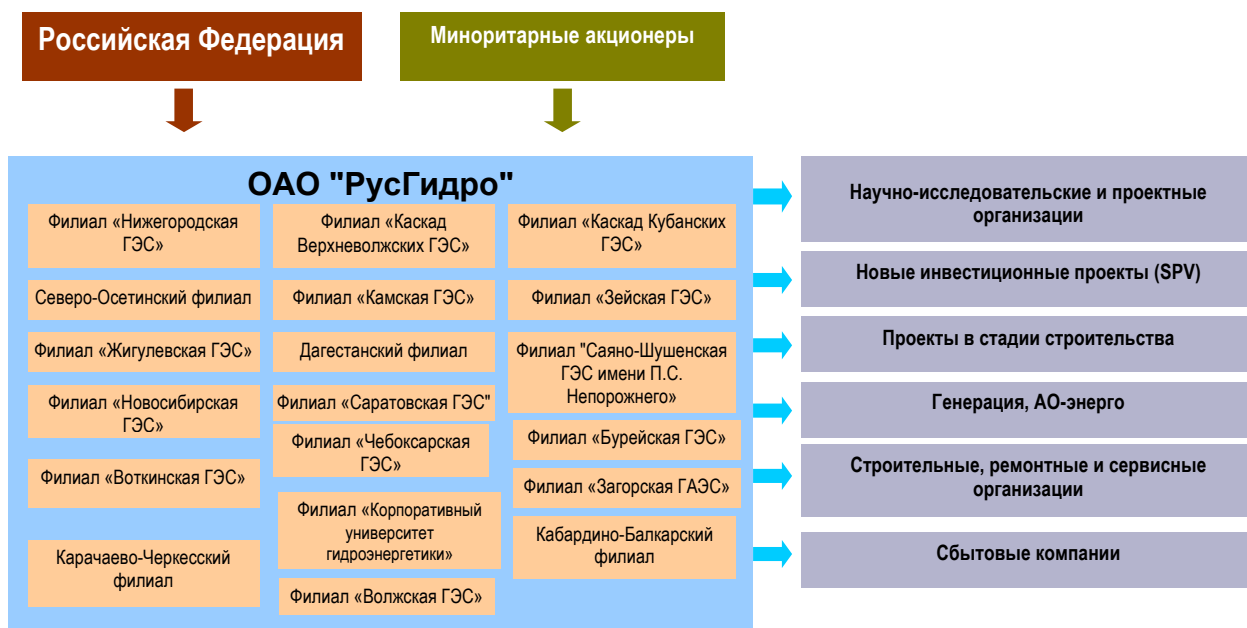 Российская Федерация
Миноритарные акционеры
ОАО "РусГидро"
Филиал «Нижегородская
ГЭС»
Филиал «Каскад
Верхневолжских ГЭС»
Филиал «Каскад Кубанских
ГЭС»
Северо-Осетинский филиал
Филиал «Камская ГЭС»
Филиал «Зейская ГЭС»
Филиал «Жигулевская ГЭС»
Дагестанский филиал
Филиал "Саяно-Шушенская
ГЭС имени П.С.
Непорожнего»
Филиал «Новосибирская
ГЭС»
Филиал «Саратовская ГЭС"
Филиал «Чебоксарская
ГЭС»
Филиал «Бурейская ГЭС»
Филиал «Воткинская ГЭС»
Филиал «Загорская ГАЭС»
Филиал «Корпоративный
университет
гидроэнергетики»
Кабардино-Балкарский
филиал
Карачаево-Черкесский
филиал
Филиал «Волжская ГЭС»
Научно-исследовательские и проектные
организации
Новые инвестиционные проекты (SPV)
Проекты в стадии строительства
Генерация, АО-энерго
Строительные, ремонтные и сервисные
организации
Сбытовые компании